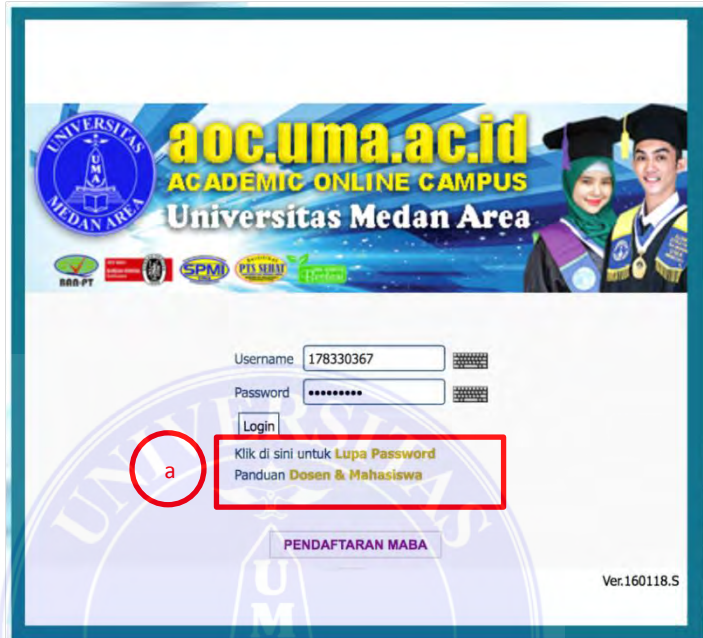 UNIVERSITAS
UMA
MEDAN AREA
aoc.uma.ac.id
ACADEMIC ONLINE CAMPUS
Universitas Medan Area
BAN-PT
SPMI
PTS SEHAT
Username 178330367
Password •••••••••
Login
Klik di sini untuk Lupa Password
a
Panduan Dosen & Mahasiswa
PENDAFTARAN MABA
Ver.160118.S
UNIVERSITAS
U
M